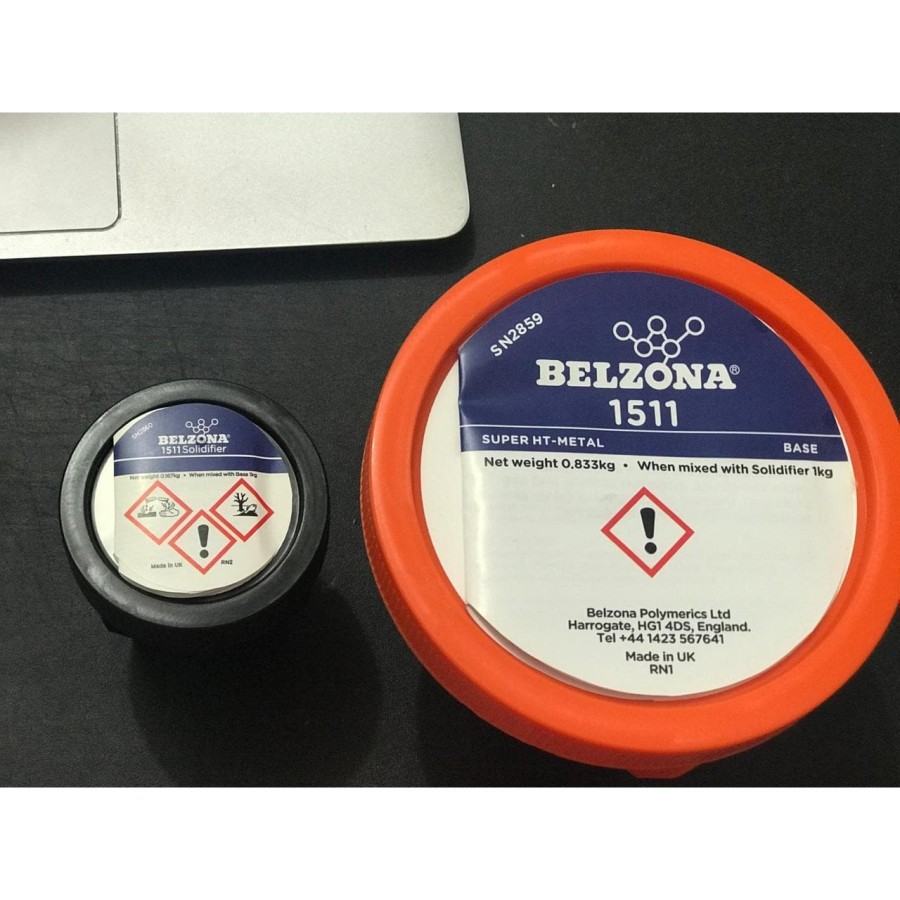 BELZONA®
1511 Solidifier
Net weight 0.167kg • When mixed with Base 1kg
Made in UK
RN2
SN2859
BELZONA®
1511
SUPER HT-METAL
BASE
Net weight 0.833kg • When mixed with Solidifier 1kg
Belzona Polymerics Ltd
Harrogate, HG1 4DS, England.
Tel +44 1423 567641
Made in UK
RN1